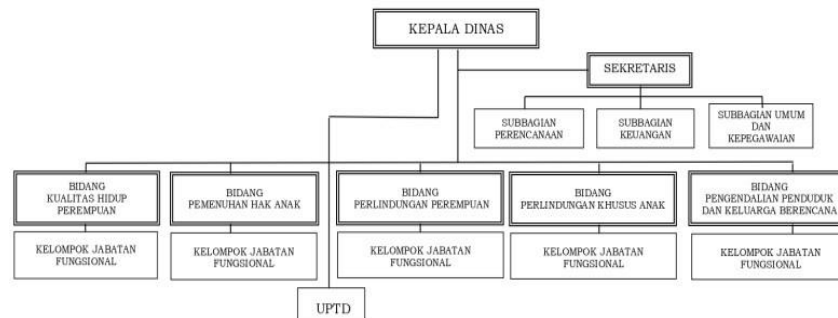 KEPALA DINAS
SEKRETARIS
SUBBAGIAN
PERENCANAAN
SUBBAGIAN
KEUANGAN
SUBBAGIAN UMUM
DAN
KEPEGAWAIAN
BIDANG
KUALITAS HIDUP
PEREMPUAN
BIDANG
PEMENUHAN HAK ANAK
BIDANG
PERLINDUNGAN PEREMPUAN
BIDANG
PERLINDUNGAN KHUSUS ANAK
BIDANG
PENGENDALIAN PENDUDUK
DAN KELUARGA BERENCANA
KELOMPOK JABATAN
FUNGSIONAL
KELOMPOK JABATAN
FUNGSIONAL
KELOMPOK JABATAN
FUNGSIONAL
KELOMPOK JABATAN
FUNGSIONAL
KELOMPOK JABATAN
FUNGSIONAL
UPTD